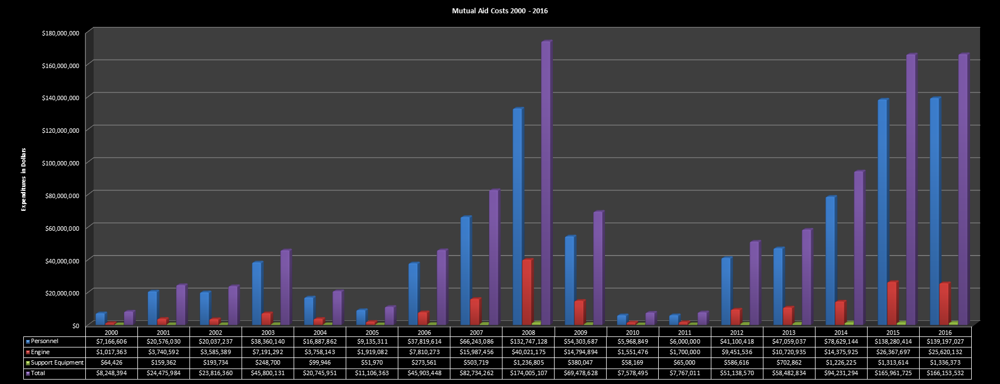 Mutual Aid Costs 2000 - 2016
$180,000,000
$160,000,000
$140,000,000
$120,000,000
$100,000,000
$80,000,000
$60,000,000
$40,000,000
$20,000,000
$0
Expenditures in Dollars
2000 2001 2002 2003 2004 2005 2006 2007 2008 2009 2010 2011 2012 2013 2014 2015 2016
Personnel $7,166,606 $20,576,030 $20,037,237 $38,360,140 $16,887,862 $9,135,311 $37,819,614 $66,243,086 $132,747,128 $54,303,687 $5,968,849 $6,000,000 $41,100,418 $47,059,037 $78,629,144 $138,280,414 $139,197,027
Engine $1,017,363 $3,740,592 $3,585,389 $7,191,292 $3,758,143 $1,919,082 $7,810,273 $15,987,456 $40,021,175 $14,794,894 $1,551,476 $1,700,000 $9,451,536 $10,720,935 $14,375,925 $26,367,697 $25,620,132
Support Equipment $64,426 $159,362 $193,734 $248,700 $99,946 $51,970 $273,561 $503,719 $1,236,805 $380,047 $58,169 $65,000 $586,616 $702,862 $1,226,225 $1,313,614 $1,336,373
Total $8,248,394 $24,475,984 $23,816,360 $45,800,131 $20,745,951 $11,106,363 $45,903,448 $82,734,262 $174,005,107 $69,478,628 $7,578,495 $7,767,011 $51,138,570 $58,482,834 $94,231,294 $165,961,725 $166,153,532